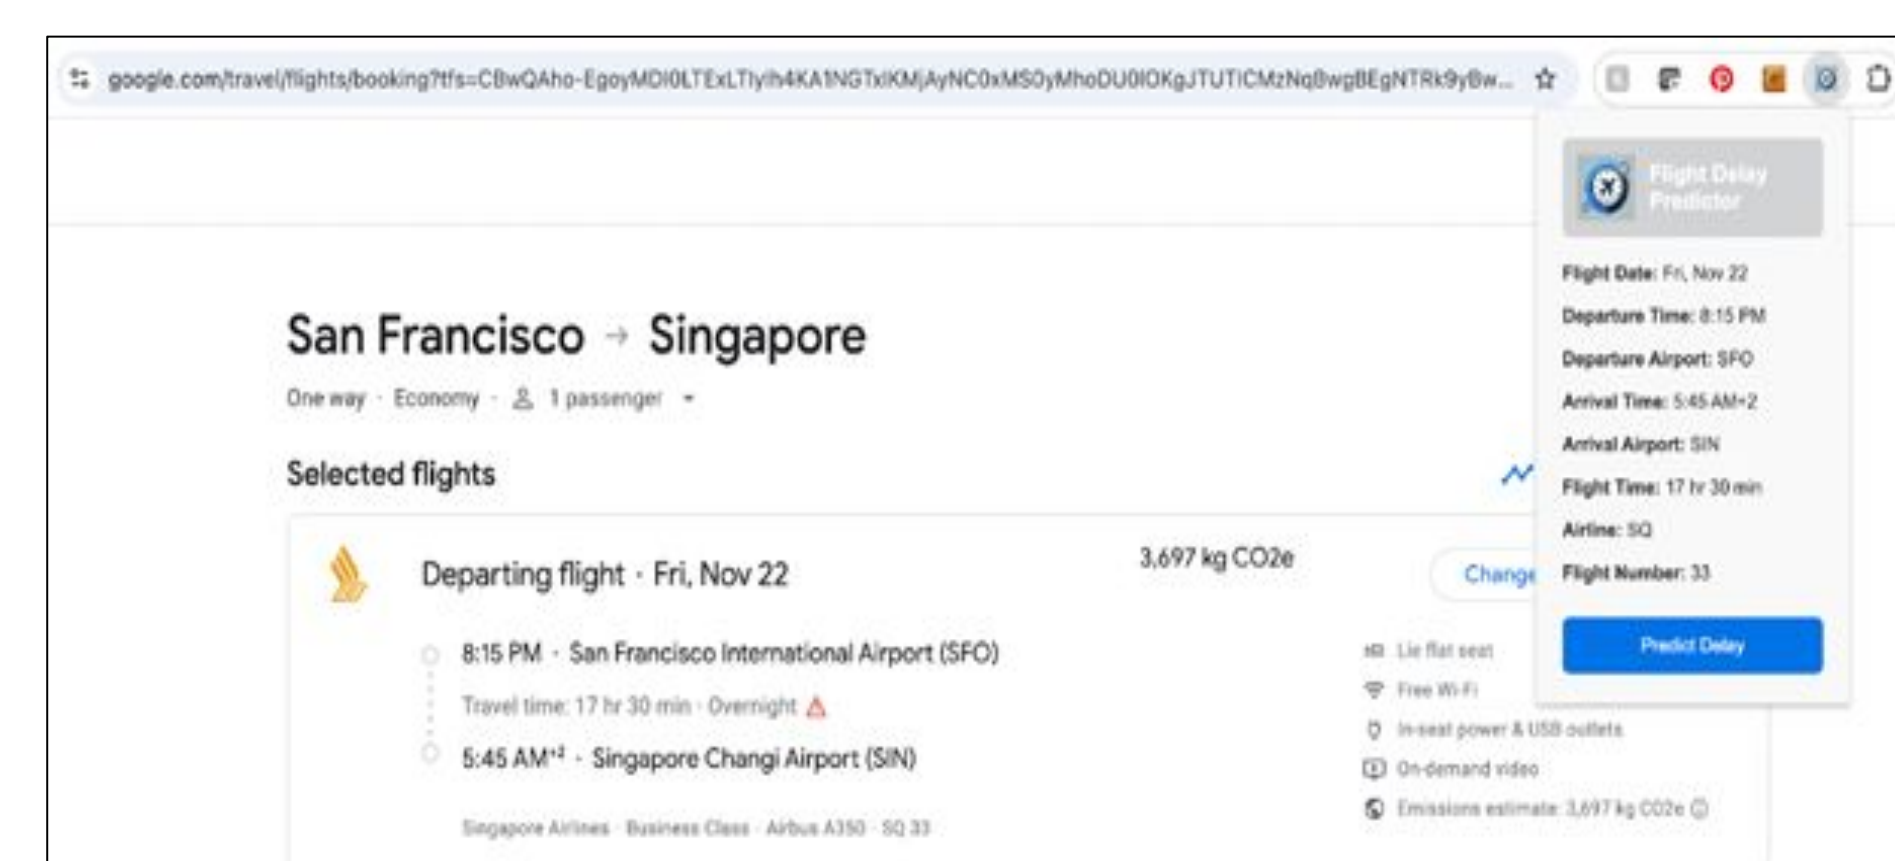 google.com/travel/flights/booking?tfs=
Flight Delay
Predictor
Flight Date: Fri, Nov 22
Departure Time: 8:15 PM
Departure Airport: SFO
Arrival Time: 5:45 AM+2
Arrival Airport: SIN
Flight Time: 17 hr 30 min
Airline: SQ
Flight Number: 33
Predict Delay
San Francisco → Singapore
One way · Economy · 1 passenger
Selected flights
Departing flight · Fri, Nov 22
3,697 kg CO2e
Change
8:15 PM · San Francisco International Airport (SFO)
Travel time: 17 hr 30 min · Overnight
5:45 AM+2 · Singapore Changi Airport (SIN)
Singapore Airlines · Business Class · Airbus A350 · SQ 33
Lie flat seat
Free Wi-Fi
In-seat power & USB outlets
On-demand video
Emissions estimate: 3,697 kg CO2e